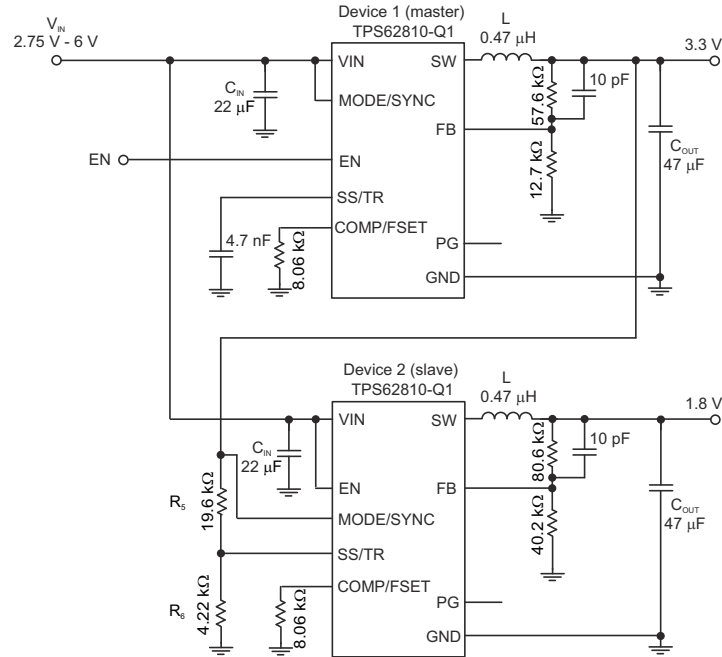 Device 1 (master)
TPS62810-Q1
V_IN
2.75 V - 6 V
L
0.47 μH
3.3 V
VIN
SW
C_IN
22 μF
MODE/SYNC
57.6 kΩ
10 pF
FB
EN
EN
12.7 kΩ
C_OUT
47 μF
SS/TR
4.7 nF
COMP/FSET
8.06 kΩ
PG
GND
Device 2 (slave)
TPS62810-Q1
L
0.47 μH
1.8 V
VIN
SW
C_IN
22 μF
80.6 kΩ
10 pF
EN
FB
R₅
19.6 kΩ
MODE/SYNC
40.2 kΩ
C_OUT
47 μF
SS/TR
COMP/FSET
R₆
4.22 kΩ
8.06 kΩ
PG
GND